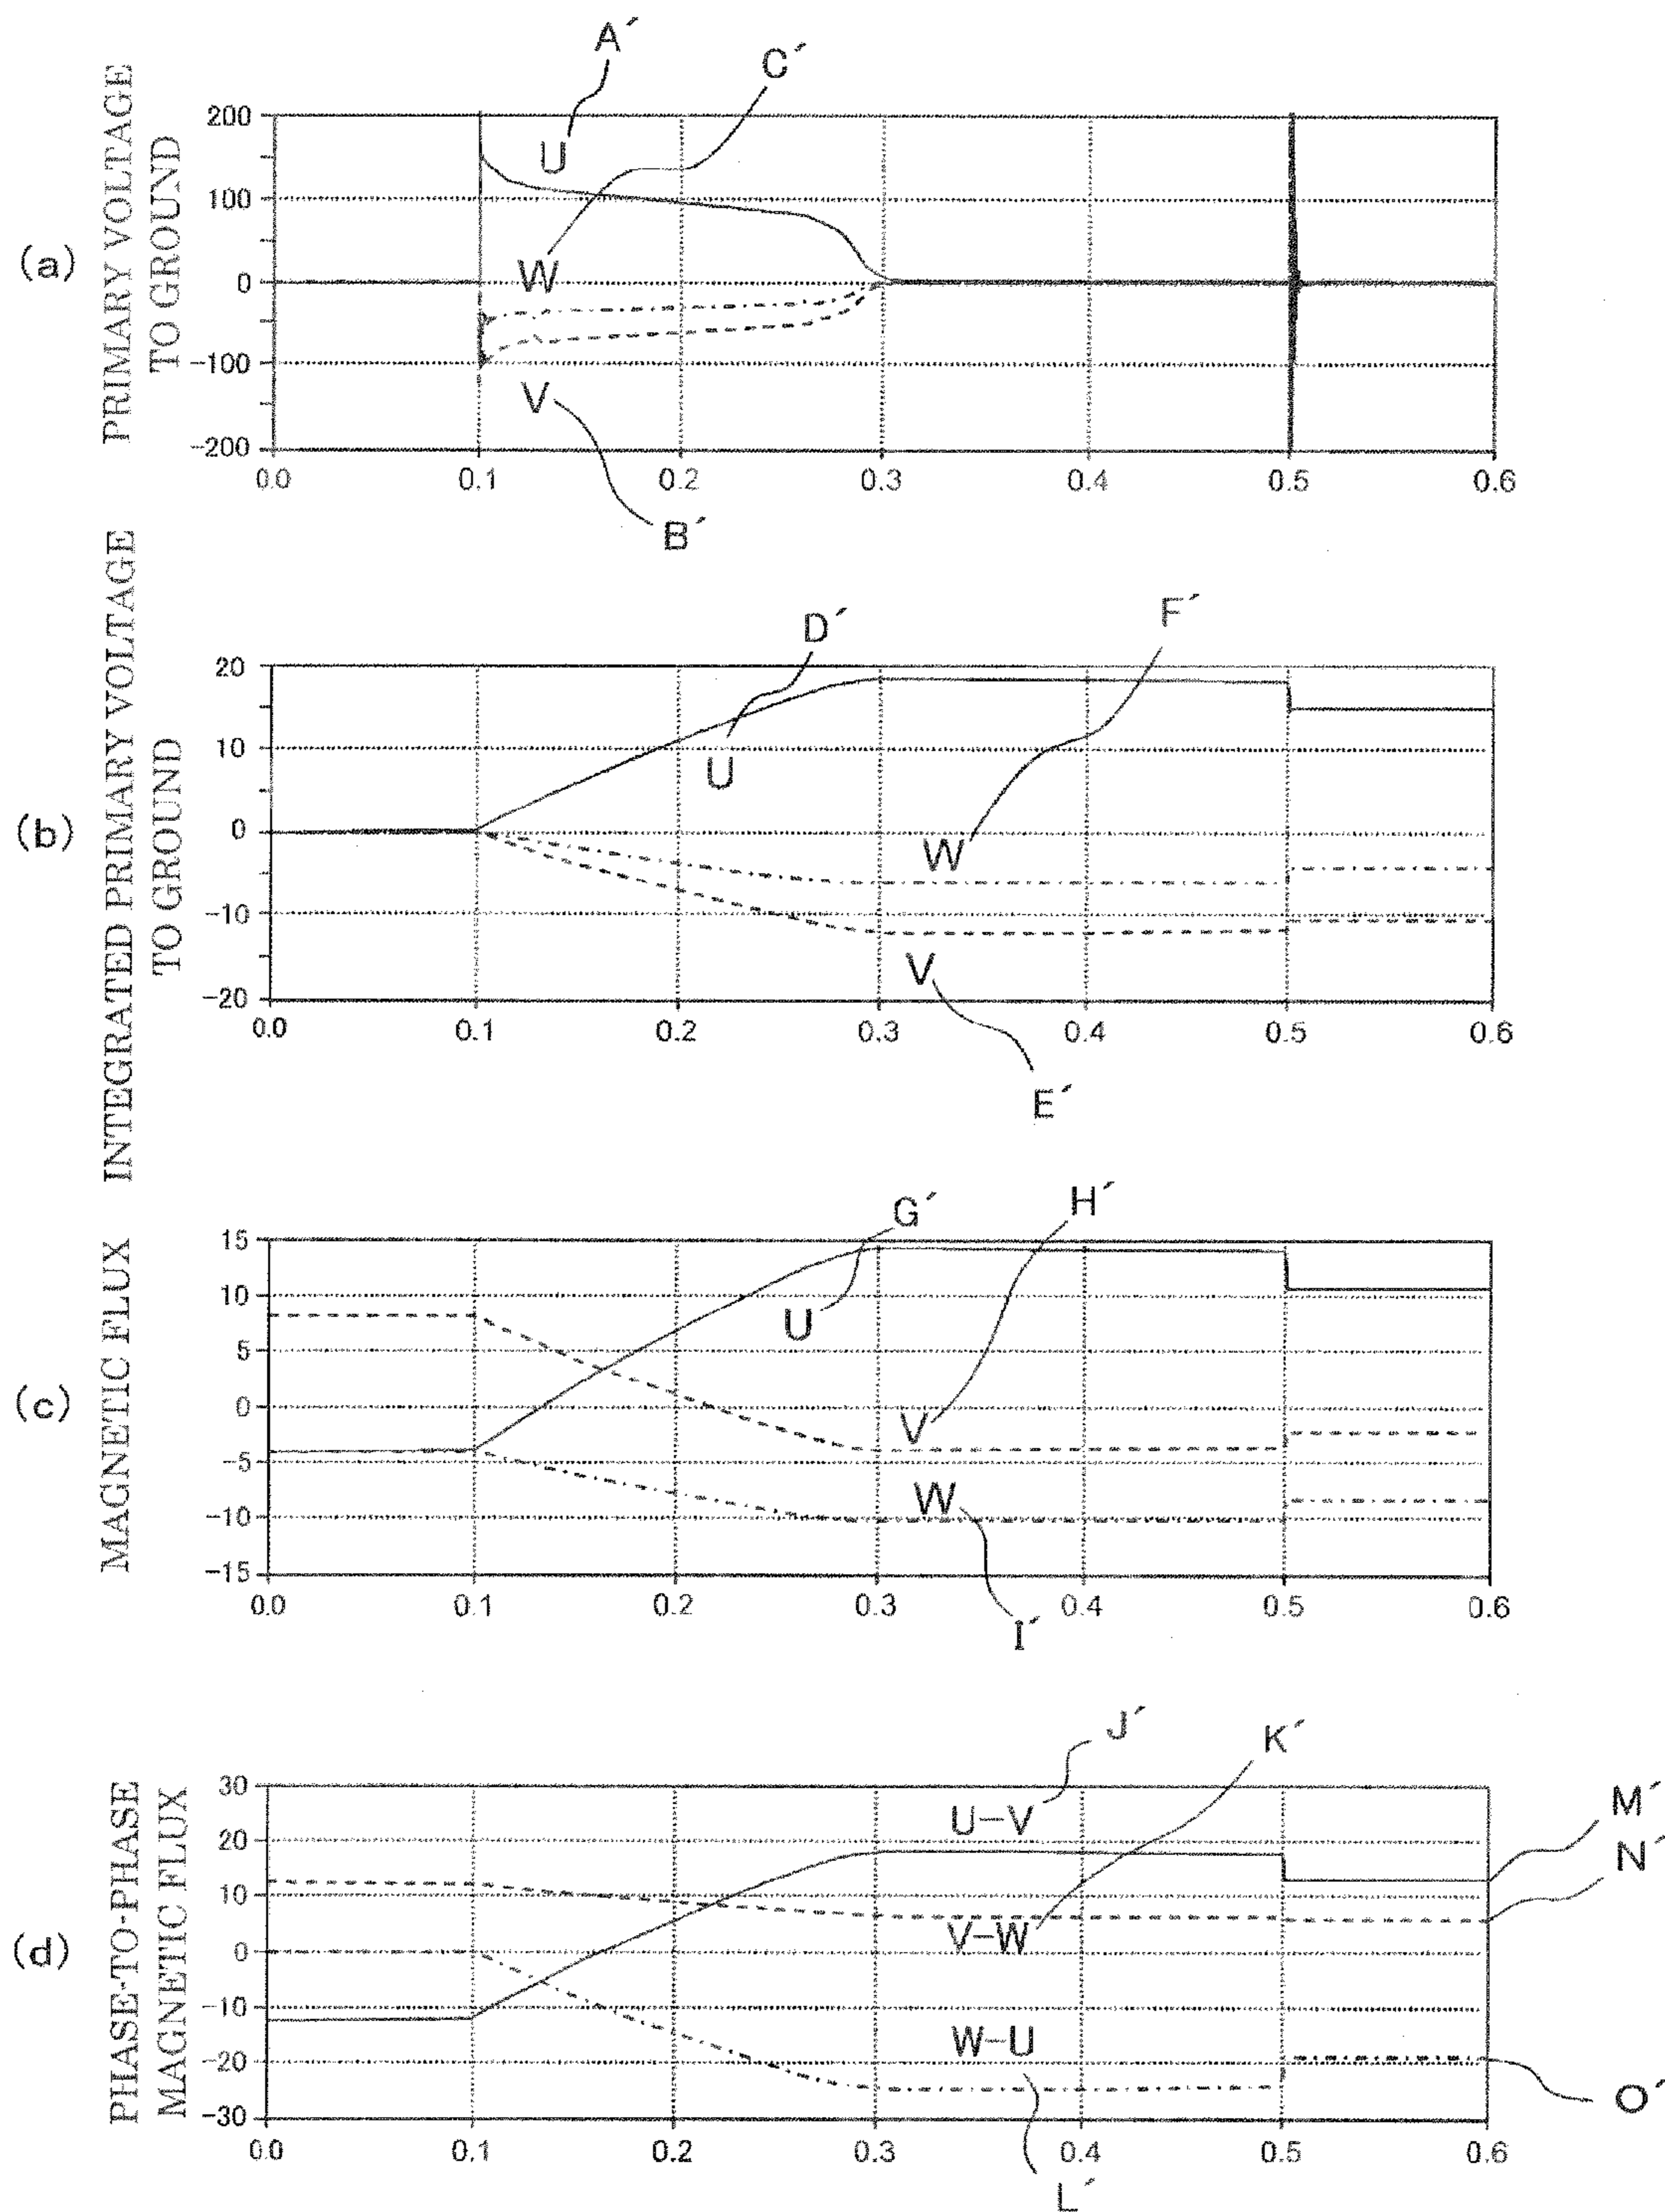 (a)
PRIMARY VOLTAGE
TO GROUND
A´
C´
U
W
V
B´
200
100
0
-100
-200
0.0 0.1 0.2 0.3 0.4 0.5 0.6
(b)
INTEGRATED PRIMARY VOLTAGE
TO GROUND
D´
F´
U
W
V
E´
20
10
0
-10
-20
0.0 0.1 0.2 0.3 0.4 0.5 0.6
(c)
MAGNETIC FLUX
G´
H´
U
V
W
I´
15
10
5
0
-5
-10
-15
0.0 0.1 0.2 0.3 0.4 0.5 0.6
(d)
PHASE-TO-PHASE
MAGNETIC FLUX
J´
K´
U-V
V-W
W-U
M´
N´
O´
L´
30
20
10
0
-10
-20
-30
0.0 0.1 0.2 0.3 0.4 0.5 0.6